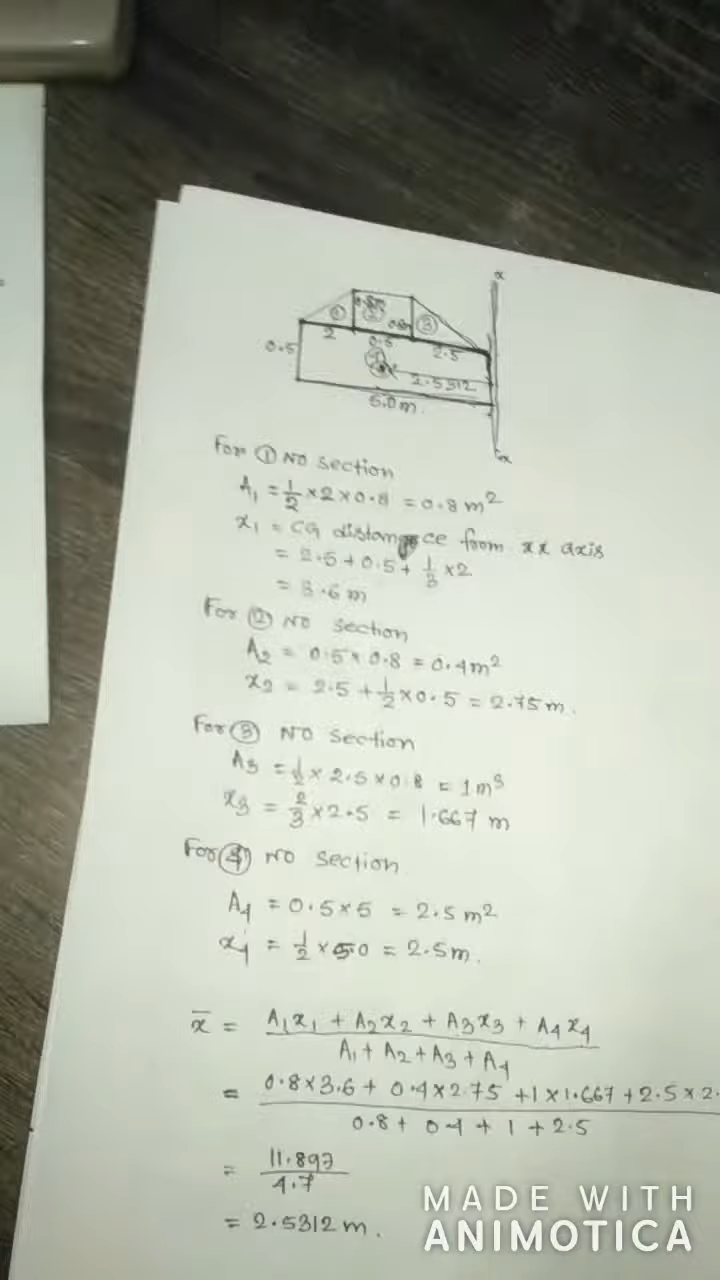 x
0.8m
① ② 0.8 ③
2 0.5 2.5
0.5
④
2.5312
5.0m.
x
For ① No section
A₁ = 1/2 × 2 × 0.8 = 0.8 m²
x₁ = CG distance from xx axis
= 2.5 + 0.5 + 1/3 × 2
= 3.6 m
For ② No section
A₂ = 0.5 × 0.8 = 0.4 m²
x₂ = 2.5 + 1/2 × 0.5 = 2.75 m.
For ③ No section
A₃ = 1/2 × 2.5 × 0.8 = 1 m³
x₃ = 2/3 × 2.5 = 1.667 m
For ④ No section
A₄ = 0.5 × 5 = 2.5 m²
x₄ = 1/2 × 50 = 2.5 m.
x̄ = A₁x₁ + A₂x₂ + A₃x₃ + A₄x₄
A₁ + A₂ + A₃ + A₄
= 0.8 × 3.6 + 0.4 × 2.75 + 1 × 1.667 + 2.5 × 2.
0.8 + 0.4 + 1 + 2.5
= 11.897
4.7
= 2.5312 m.
MADE WITH
ANIMOTICA